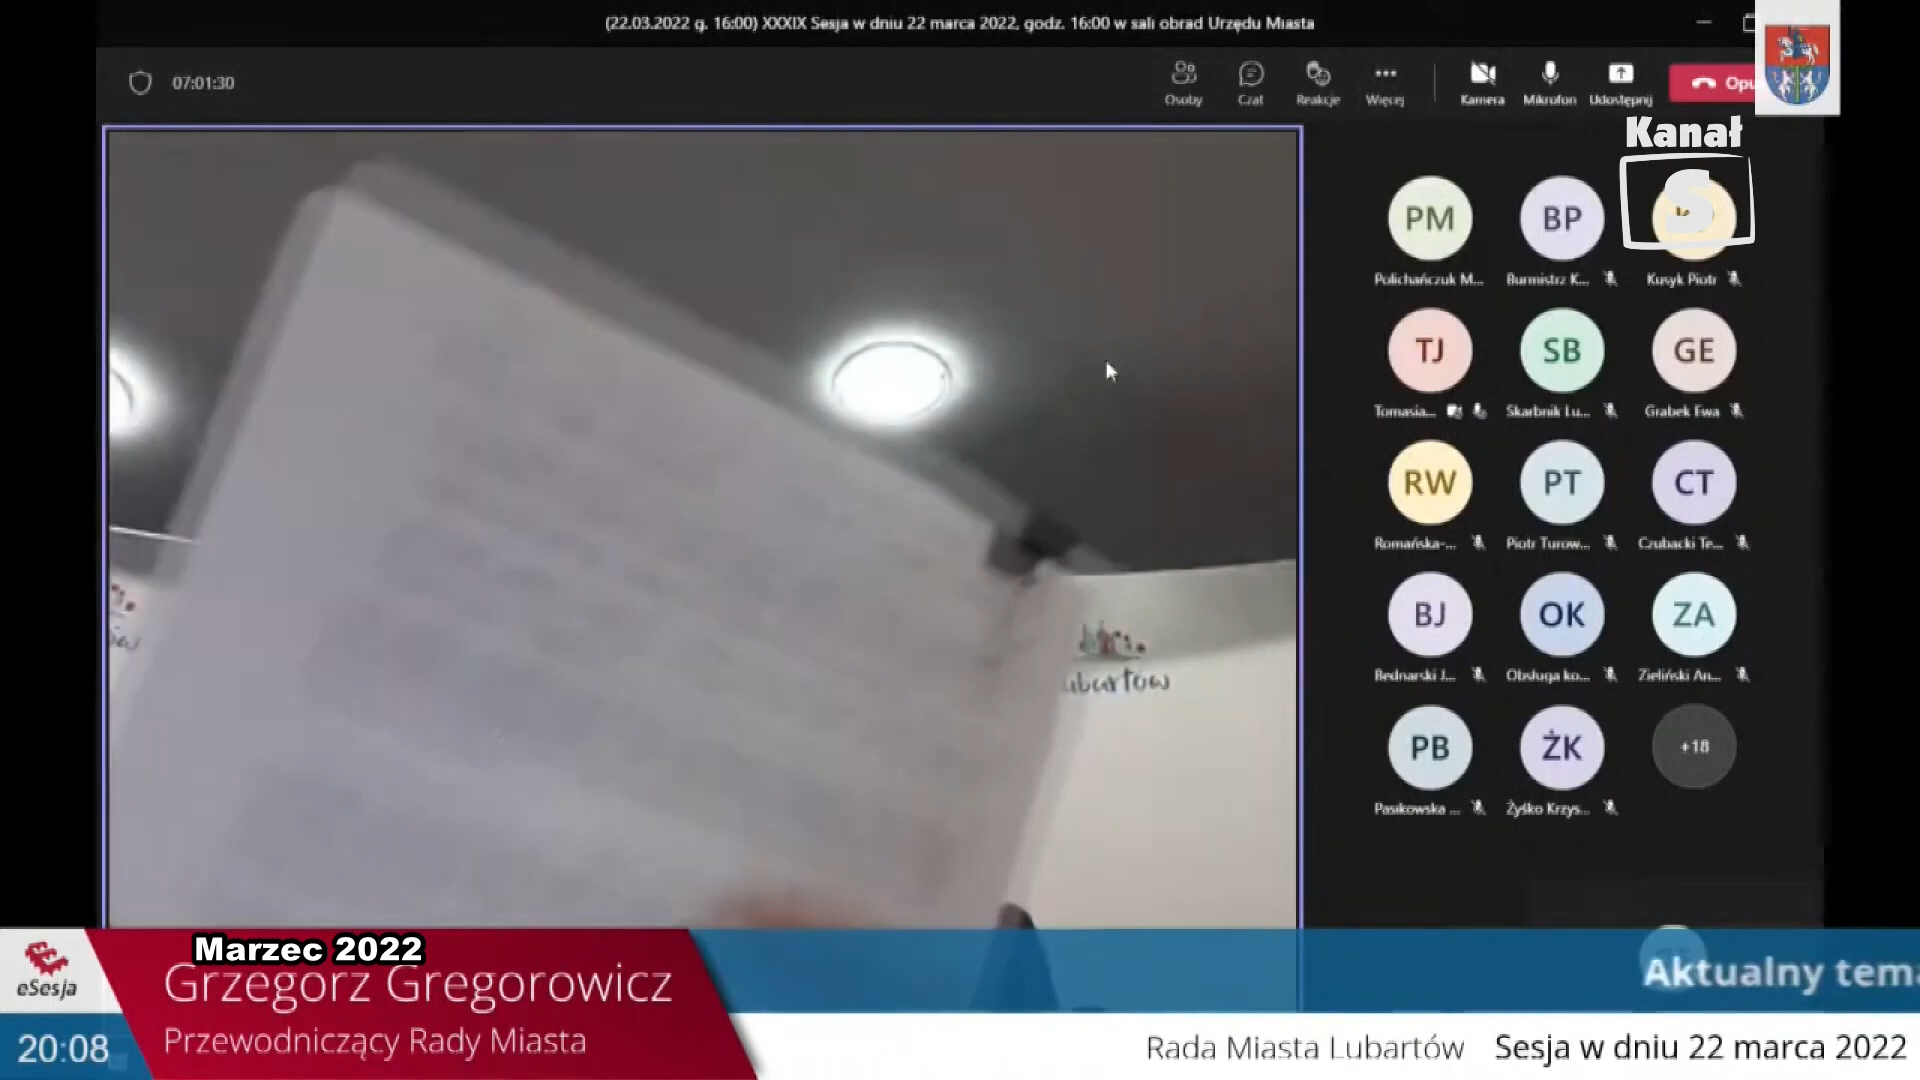 (22.03.2022 g. 16:00) XXXIX Sesja w dniu 22 marca 2022, godz. 16:00 w sali obrad Urzędu Miasta
07:01:30
Osoby
Czat
Reakcje
Więcej
Kamera
Mikrofon
Udostępnij
Opu
Kanał
S
PM
BP
Polichańczuk M...
Burmistrz K...
Kusyk Piotr
TJ
SB
GE
Tomasia...
Skarbnik Lu...
Grabek Ewa
RW
PT
CT
Romańska-...
Piotr Turow...
Czubacki Te...
BJ
OK
ZA
Bednarski J...
Obsługa ko...
Zieliński An...
PB
ŻK
+18
Pasikowska ...
Żyśko Krzys...
ubartów
Marzec 2022
Grzegorz Gregorowicz
Przewodniczący Rady Miasta
eSesja
20:08
Aktualny tema
Rada Miasta Lubartów
Sesja w dniu 22 marca 2022